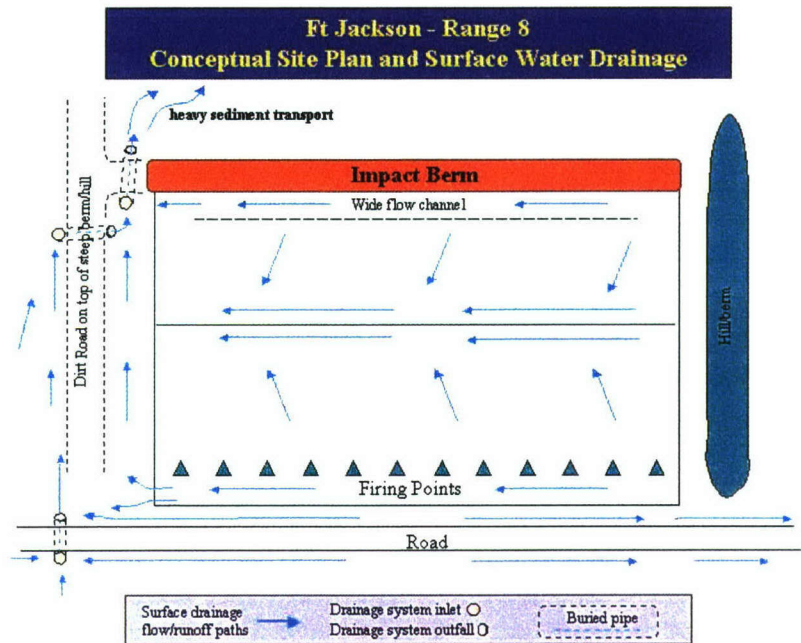 Ft Jackson - Range 8
Conceptual Site Plan and Surface Water Drainage
heavy sediment transport
Impact Berm
Wide flow channel
Dirt Road on top of steep berm/hill
Hill/berm
Firing Points
Road
Surface drainage
flow/runoff paths
Drainage system inlet
Drainage system outfall
Buried pipe